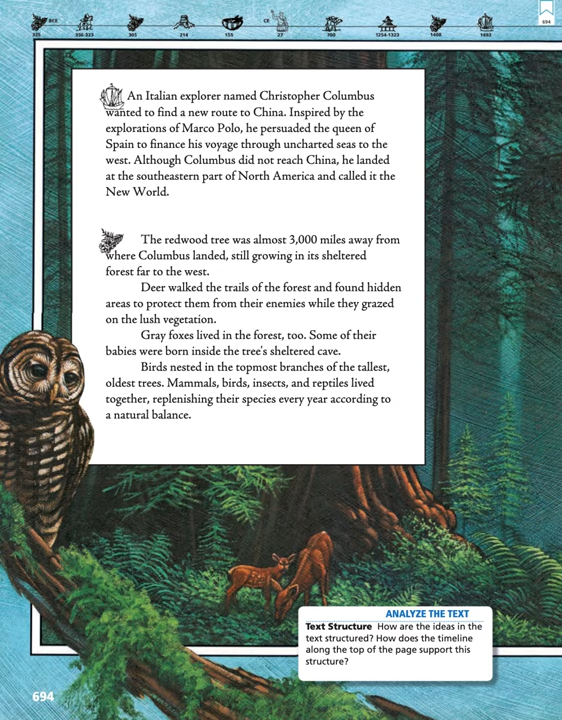 BCE
CE
694
325
356-323
305
214
155
27
700
1254-1323
1405
1492
An Italian explorer named Christopher Columbus
wanted to find a new route to China. Inspired by the
explorations of Marco Polo, he persuaded the queen of
Spain to finance his voyage through uncharted seas to the
west. Although Columbus did not reach China, he landed
at the southeastern part of North America and called it the
New World.
The redwood tree was almost 3,000 miles away from
where Columbus landed, still growing in its sheltered
forest far to the west.
Deer walked the trails of the forest and found hidden
areas to protect them from their enemies while they grazed
on the lush vegetation.
Gray foxes lived in the forest, too. Some of their
babies were born inside the tree's sheltered cave.
Birds nested in the topmost branches of the tallest,
oldest trees. Mammals, birds, insects, and reptiles lived
together, replenishing their species every year according to
a natural balance.
ANALYZE THE TEXT
Text Structure How are the ideas in the
text structured? How does the timeline
along the top of the page support this
structure?
694